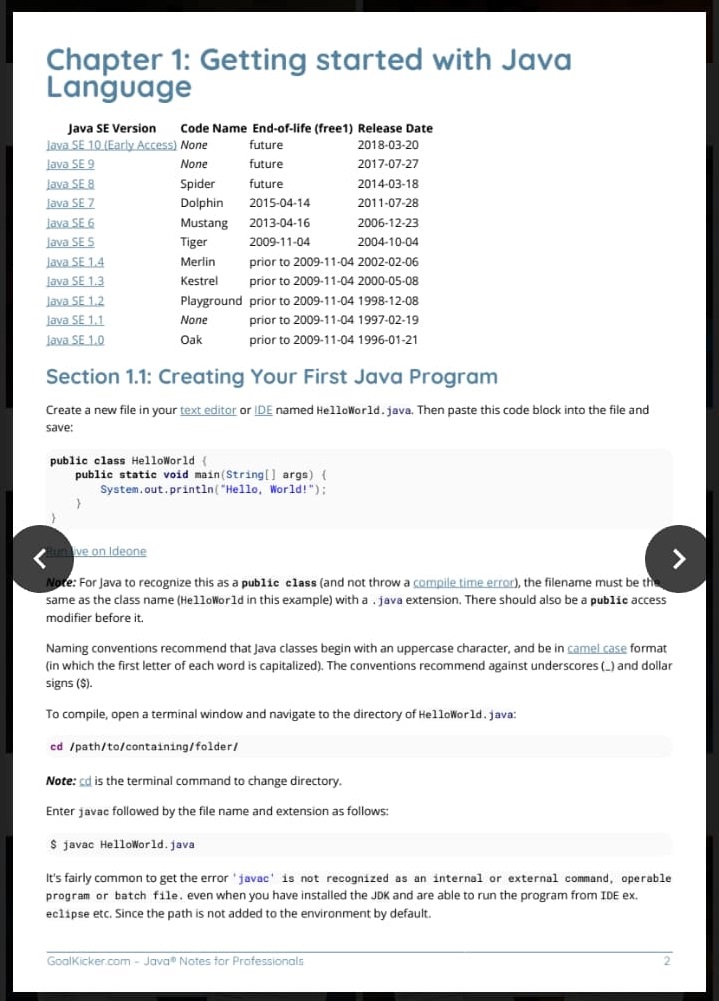 Chapter 1: Getting started with Java
Language
Java SE Version Code Name End-of-life (free1) Release Date
Java SE 10 (Early Access) None future 2018-03-20
Java SE 9 None future 2017-07-27
Java SE 8 Spider future 2014-03-18
Java SE 7 Dolphin 2015-04-14 2011-07-28
Java SE 6 Mustang 2013-04-16 2006-12-23
Java SE 5 Tiger 2009-11-04 2004-10-04
Java SE 1.4 Merlin prior to 2009-11-04 2002-02-06
Java SE 1.3 Kestrel prior to 2009-11-04 2000-05-08
Java SE 1.2 Playground prior to 2009-11-04 1998-12-08
Java SE 1.1 None prior to 2009-11-04 1997-02-19
Java SE 1.0 Oak prior to 2009-11-04 1996-01-21
Section 1.1: Creating Your First Java Program
Create a new file in your text editor or IDE named HelloWorld.java. Then paste this code block into the file and
save:
public class HelloWorld {
    public static void main(String[] args) {
        System.out.println("Hello, World!");
    }
}
Run live on Ideone
Note: For Java to recognize this as a public class (and not throw a compile time error), the filename must be the
same as the class name (HelloWorld in this example) with a .java extension. There should also be a public access
modifier before it.
Naming conventions recommend that Java classes begin with an uppercase character, and be in camel case format
(in which the first letter of each word is capitalized). The conventions recommend against underscores (_) and dollar
signs ($).
To compile, open a terminal window and navigate to the directory of HelloWorld.java:
cd /path/to/containing/folder/
Note: cd is the terminal command to change directory.
Enter javac followed by the file name and extension as follows:
$ javac HelloWorld.java
It's fairly common to get the error 'javac' is not recognized as an internal or external command, operable
program or batch file. even when you have installed the JDK and are able to run the program from IDE ex.
eclipse etc. Since the path is not added to the environment by default.
GoalKicker.com – Java® Notes for Professionals 2